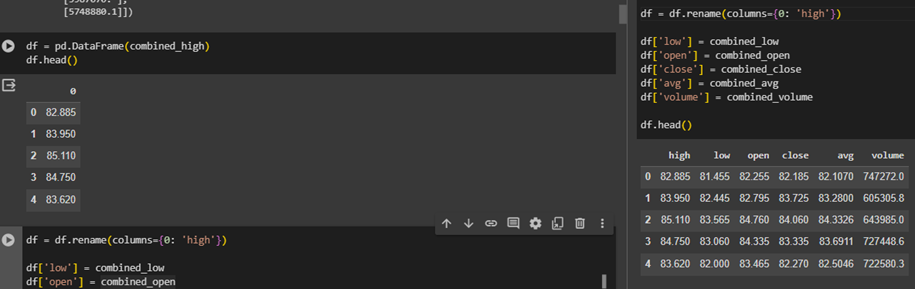 [5748880.1]])
df = pd.DataFrame(combined_high)
df.head()
0
0 82.885
1 83.950
2 85.110
3 84.750
4 83.620
df = df.rename(columns={0: 'high'})
df['low'] = combined_low
df['open'] = combined_open
df = df.rename(columns={0: 'high'})
df['low'] = combined_low
df['open'] = combined_open
df['close'] = combined_close
df['avg'] = combined_avg
df['volume'] = combined_volume
df.head()
high low open close avg volume
0 82.885 81.455 82.255 82.185 82.1070 747272.0
1 83.950 82.445 82.795 83.725 83.2800 605305.8
2 85.110 83.565 84.760 84.060 84.3326 643985.0
3 84.750 83.060 84.335 83.335 83.6911 727448.6
4 83.620 82.000 83.465 82.270 82.5046 722580.3